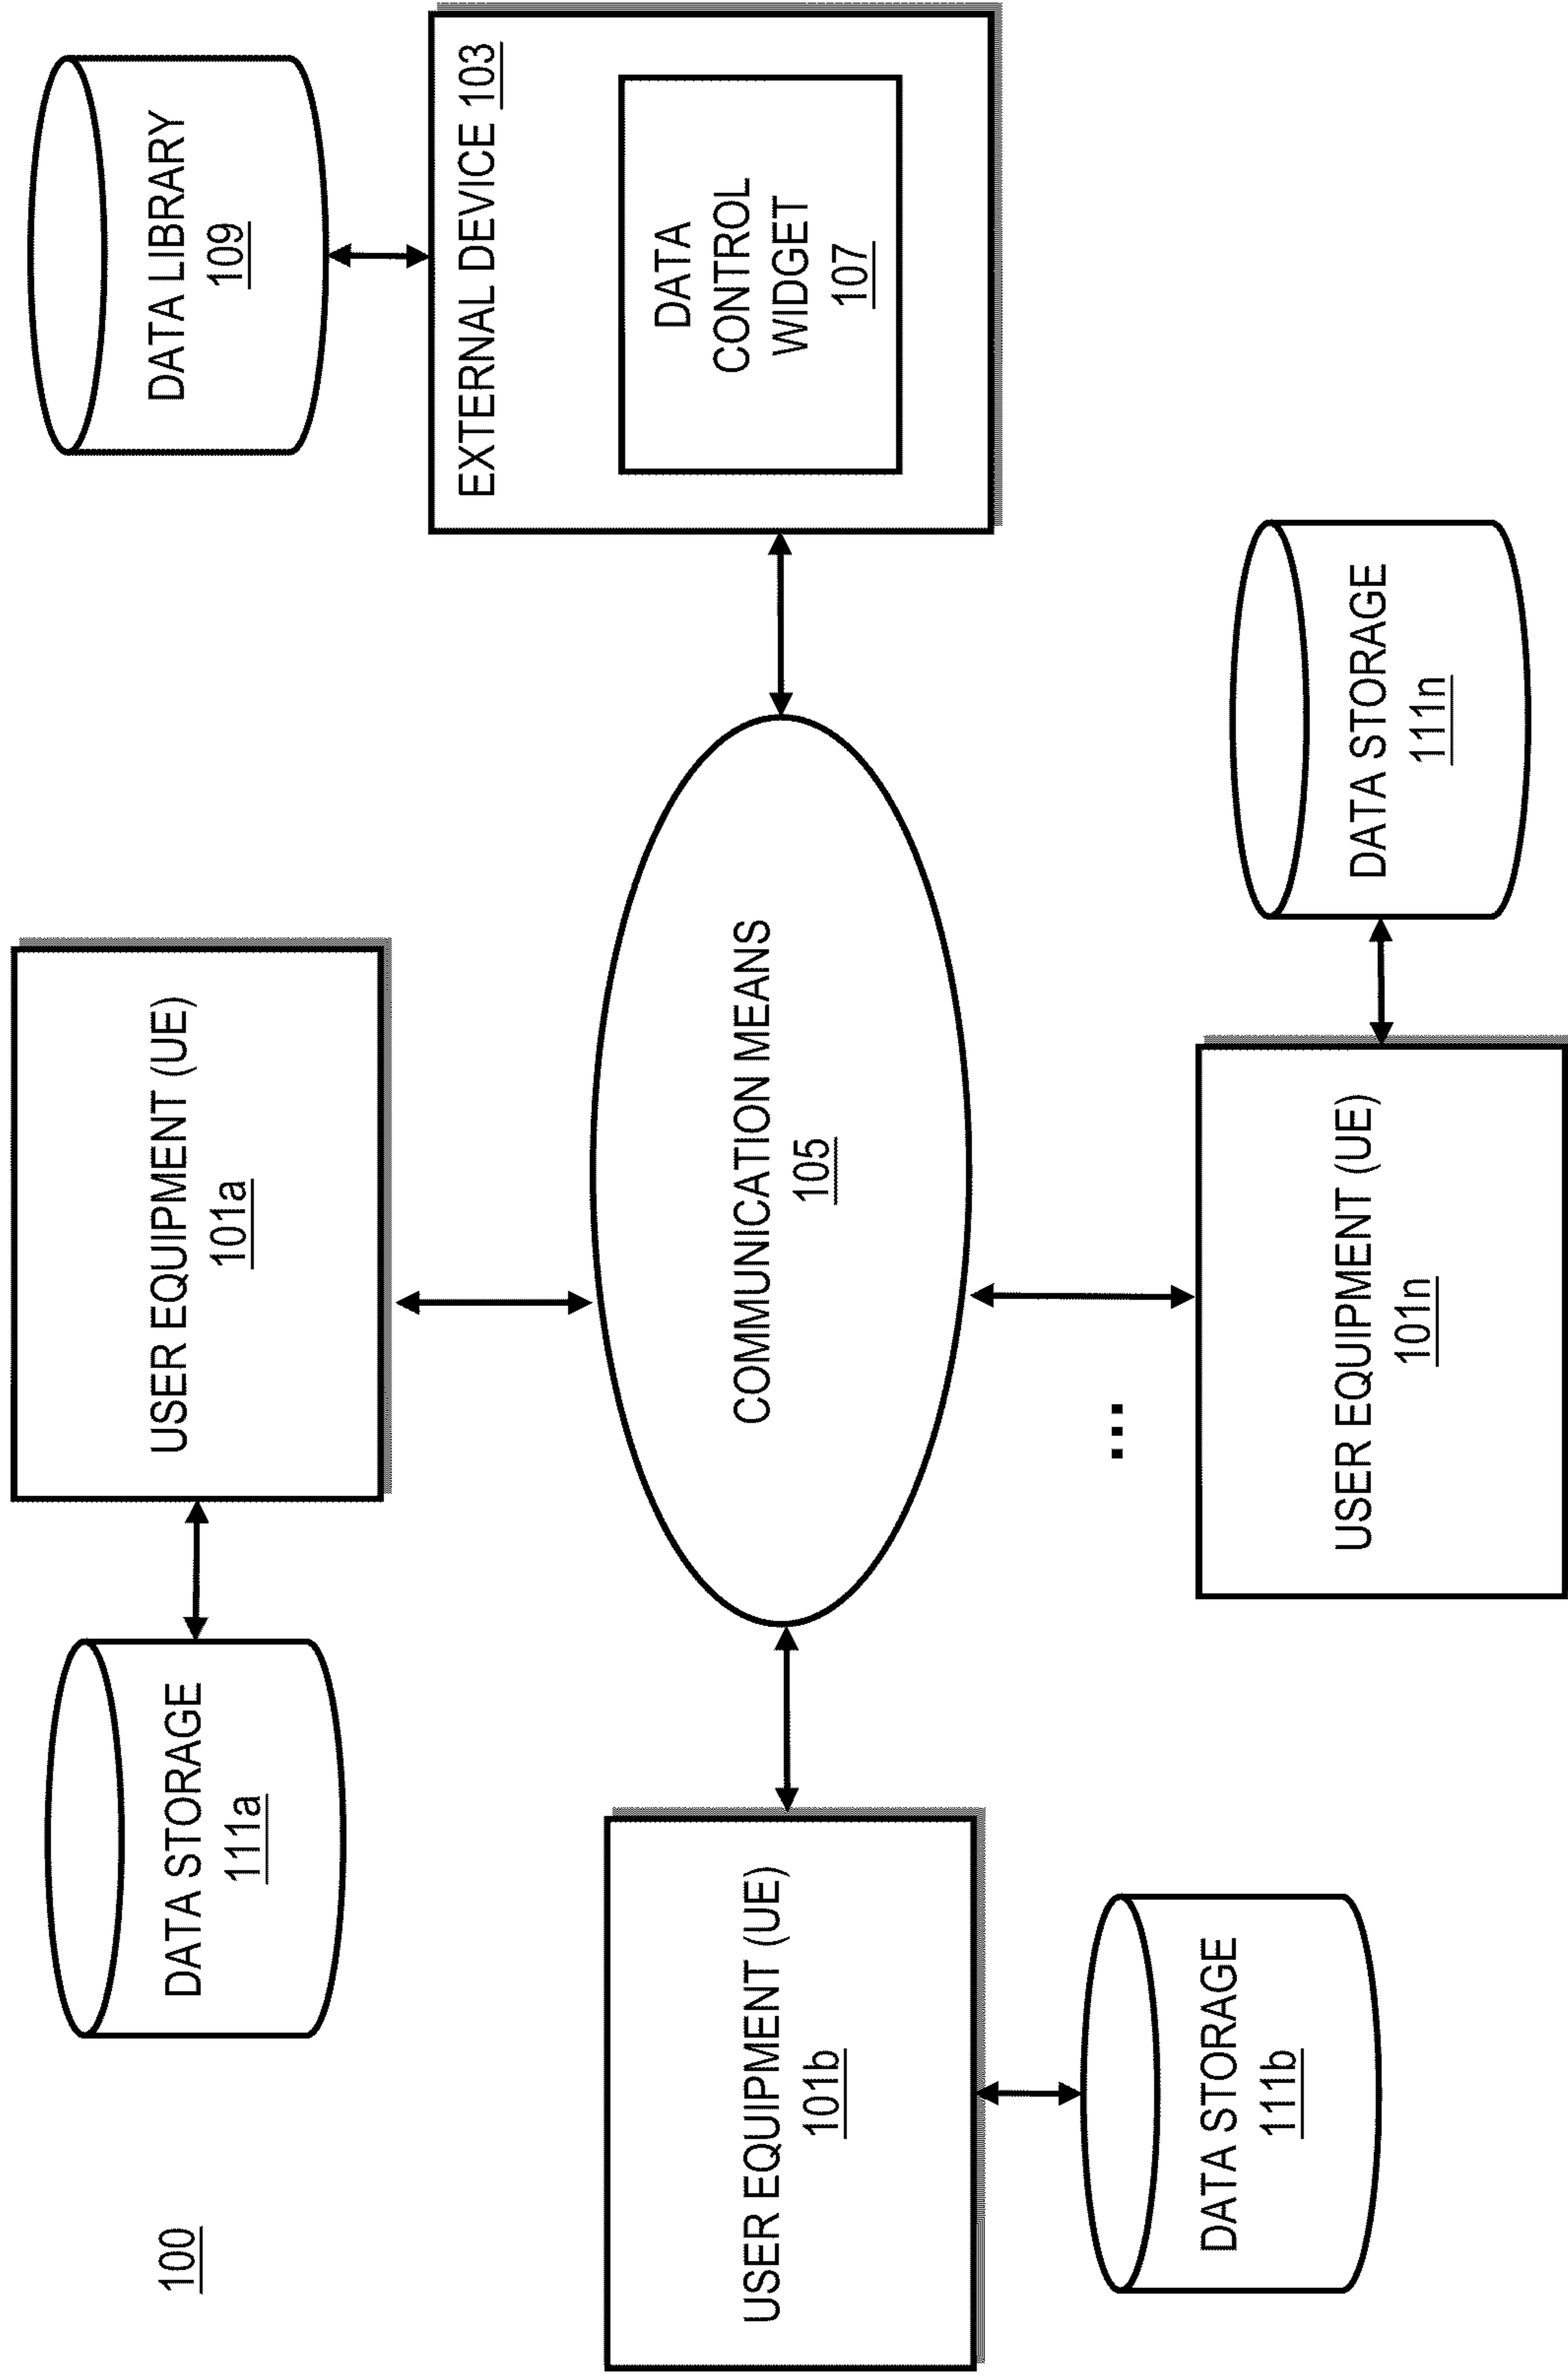 100
DATA STORAGE
111a
USER EQUIPMENT (UE)
101a
DATA LIBRARY
109
EXTERNAL DEVICE 103
DATA
CONTROL
WIDGET
107
USER EQUIPMENT (UE)
101b
COMMUNICATION MEANS
105
DATA STORAGE
111b
...
USER EQUIPMENT (UE)
101n
DATA STORAGE
111n